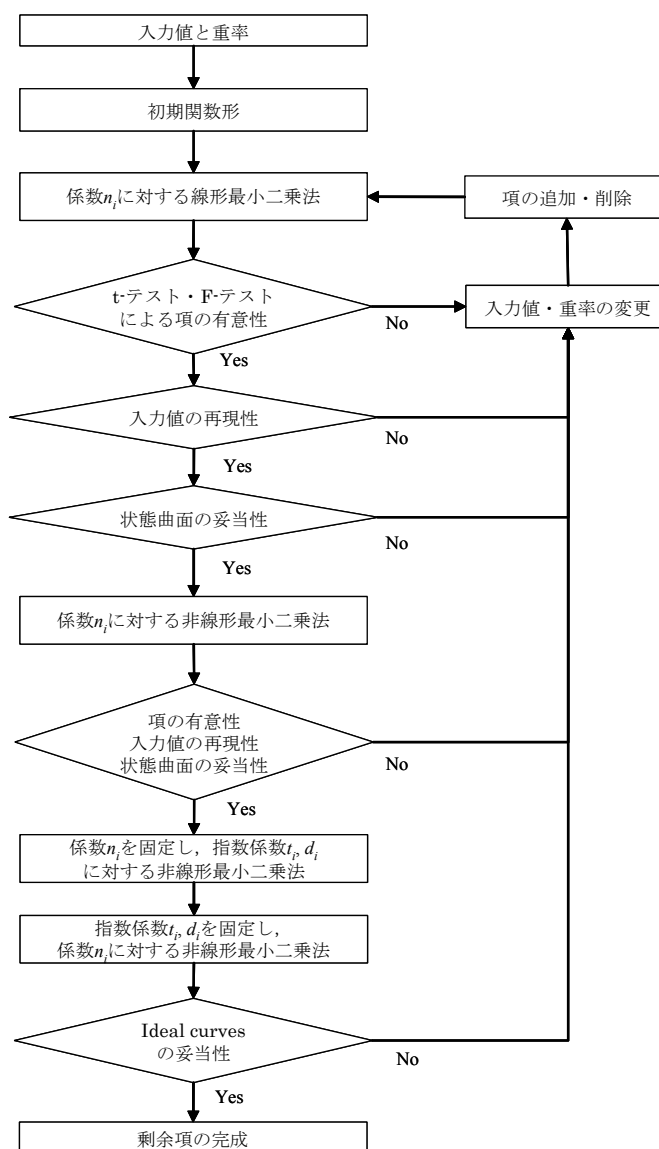 入力値と重率
初期関数形
係数niに対する線形最小二乗法
項の追加・削除
t-テスト・F-テスト
による項の有意性
No
入力値・重率の変更
Yes
入力値の再現性
No
Yes
状態曲面の妥当性
No
Yes
係数niに対する非線形最小二乗法
項の有意性
入力値の再現性
状態曲面の妥当性
No
Yes
係数niを固定し，指数係数ti, di
に対する非線形最小二乗法
指数係数ti, diを固定し，
係数niに対する非線形最小二乗法
Ideal curves
の妥当性
No
Yes
剰余項の完成